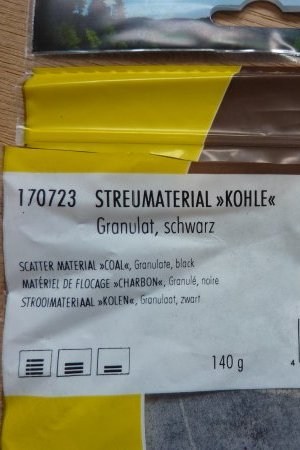 170723 STREUMATERIAL »KOHLE«
Granulat, schwarz
SCATTER MATERIAL »COAL«, Granulate, black
MATÉRIEL DE FLOCAGE »CHARBON«, Granulé, noire
STROOIMATERIAAL »KOLEN«, Granulaat, zwart
140 g
4